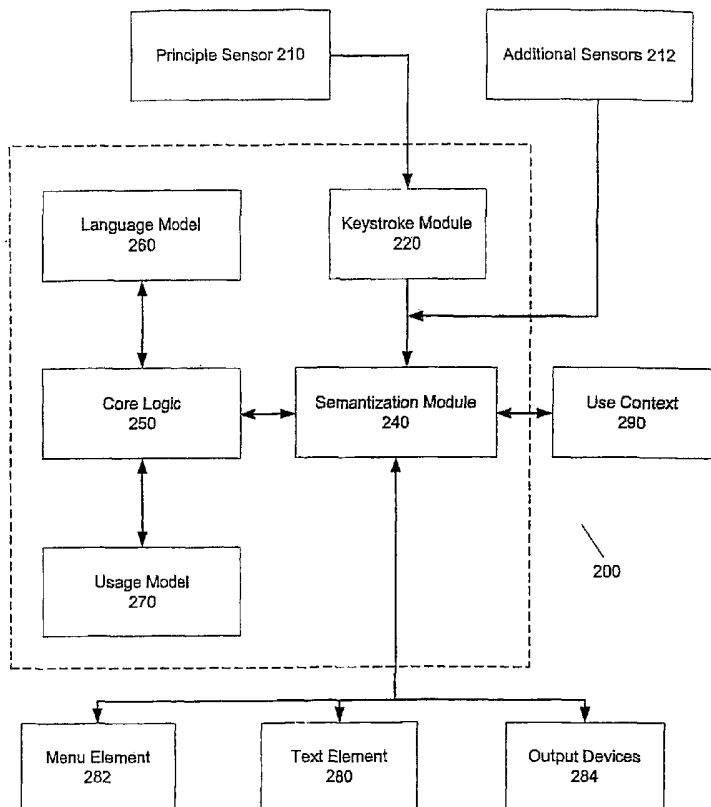 Principle Sensor 210
Additional Sensors 212
Language Model
260
Keystroke Module
220
Core Logic
250
Semantization Module
240
Use Context
290
Usage Model
270
200
Menu Element
282
Text Element
280
Output Devices
284